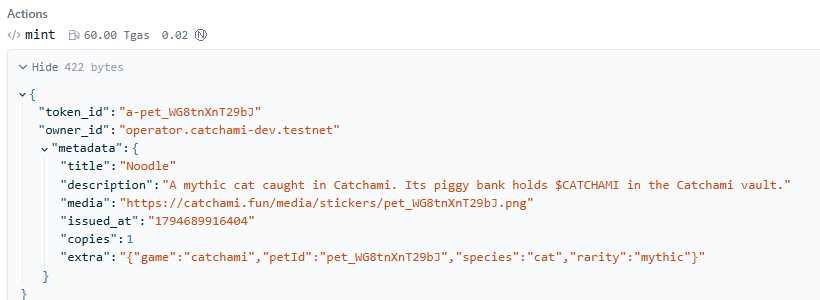 Actions
</> mint 60.00 Tgas 0.02 Ⓝ
Hide 422 bytes
{
"token_id":"a-pet_WG8tnXnT29bJ"
"owner_id":"operator.catchami-dev.testnet"
"metadata":{
"title":"Noodle"
"description":"A mythic cat caught in Catchami. Its piggy bank holds $CATCHAMI in the Catchami vault."
"media":"https://catchami.fun/media/stickers/pet_WG8tnXnT29bJ.png"
"issued_at":"1794689916404"
"copies":1
"extra":"{"game":"catchami","petId":"pet_WG8tnXnT29bJ","species":"cat","rarity":"mythic"}"
}
}